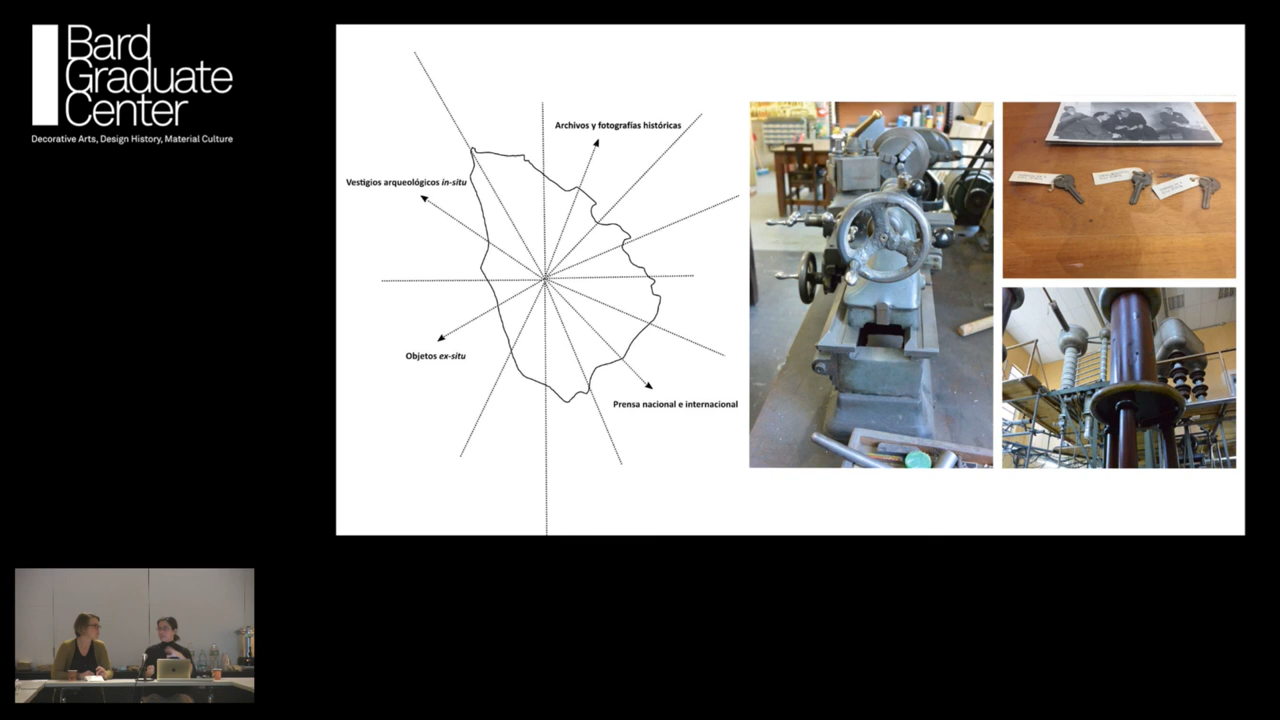 Bard
Graduate
Center
Decorative Arts, Design History, Material Culture
Archivos y fotografías históricas
Vestigios arqueológicos in-situ
Objetos ex-situ
Prensa nacional e internacional